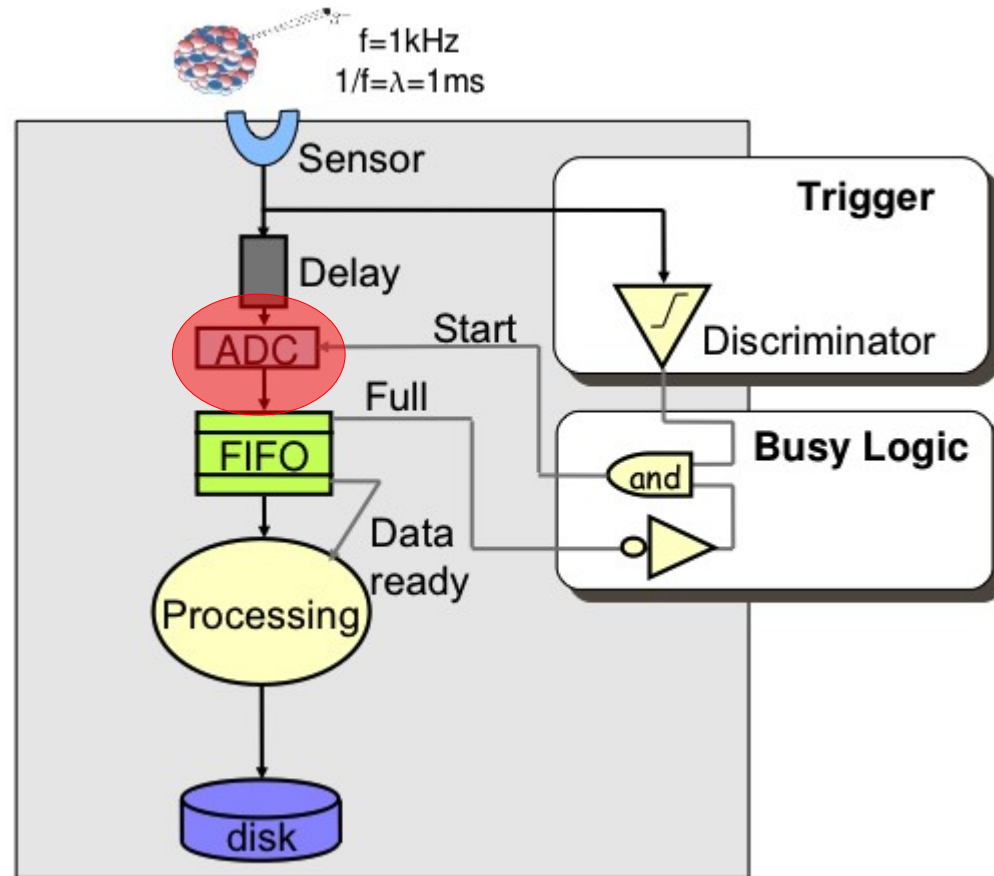 f=1kHz
1/f=λ=1ms
Sensor
Trigger
Delay
Start
ADC
Discriminator
Full
FIFO
Busy Logic
and
Data
ready
Processing
disk